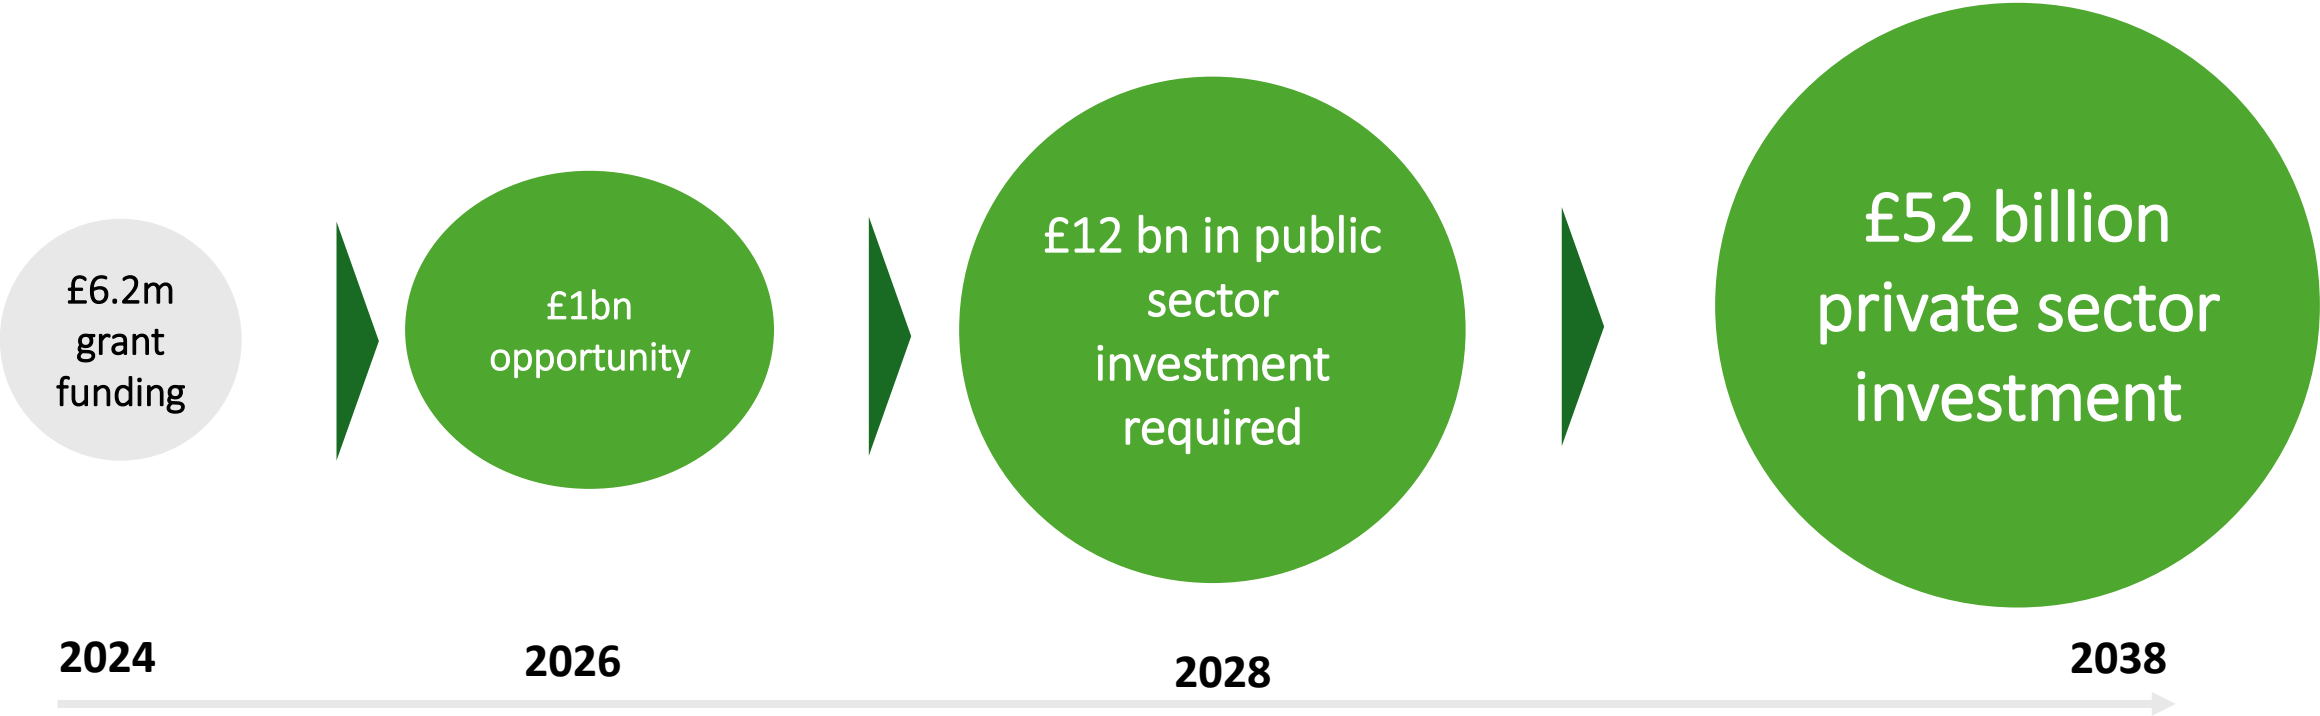 £6.2m
grant
funding
£1bn
opportunity
£12 bn in public
sector
investment
required
£52 billion
private sector
investment
2024
2026
2028
2038